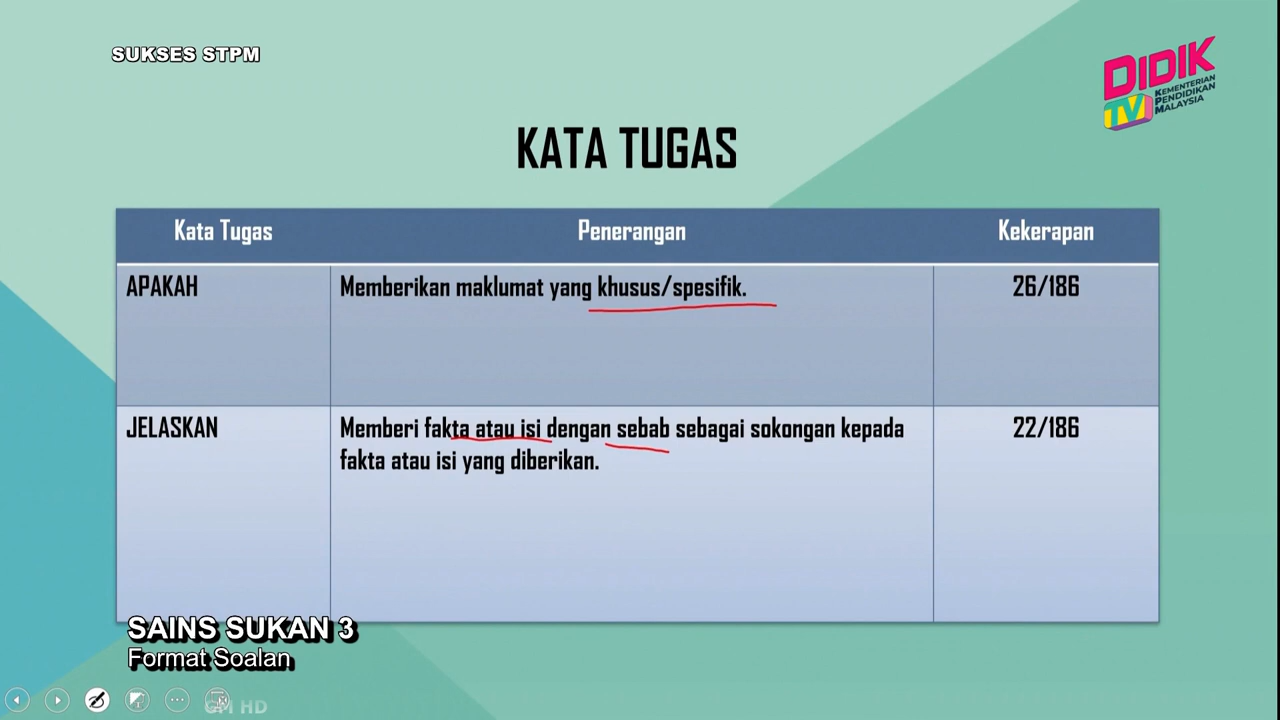 SUKSES STPM
DIDIK
TV
KEMENTERIAN
PENDIDIKAN
MALAYSIA
KATA TUGAS
Kata Tugas Penerangan Kekerapan
APAKAH Memberikan maklumat yang khusus/spesifik. 26/186
JELASKAN Memberi fakta atau isi dengan sebab sebagai sokongan kepada 22/186
fakta atau isi yang diberikan.
SAINS SUKAN 3
Format Soalan